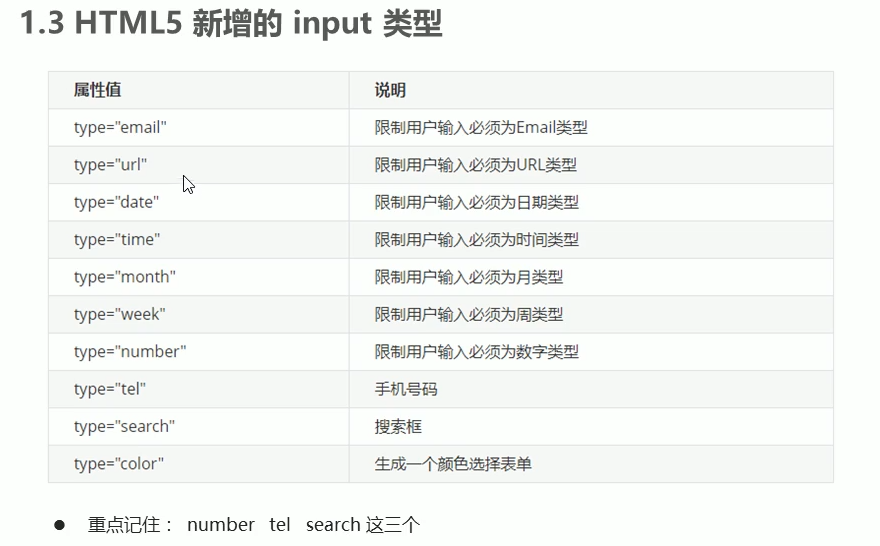 1.3 HTML5 新增的 input 类型
属性值 说明
type="email" 限制用户输入必须为Email类型
type="url" 限制用户输入必须为URL类型
type="date" 限制用户输入必须为日期类型
type="time" 限制用户输入必须为时间类型
type="month" 限制用户输入必须为月类型
type="week" 限制用户输入必须为周类型
type="number" 限制用户输入必须为数字类型
type="tel" 手机号码
type="search" 搜索框
type="color" 生成一个颜色选择表单
● 重点记住： number tel search 这三个